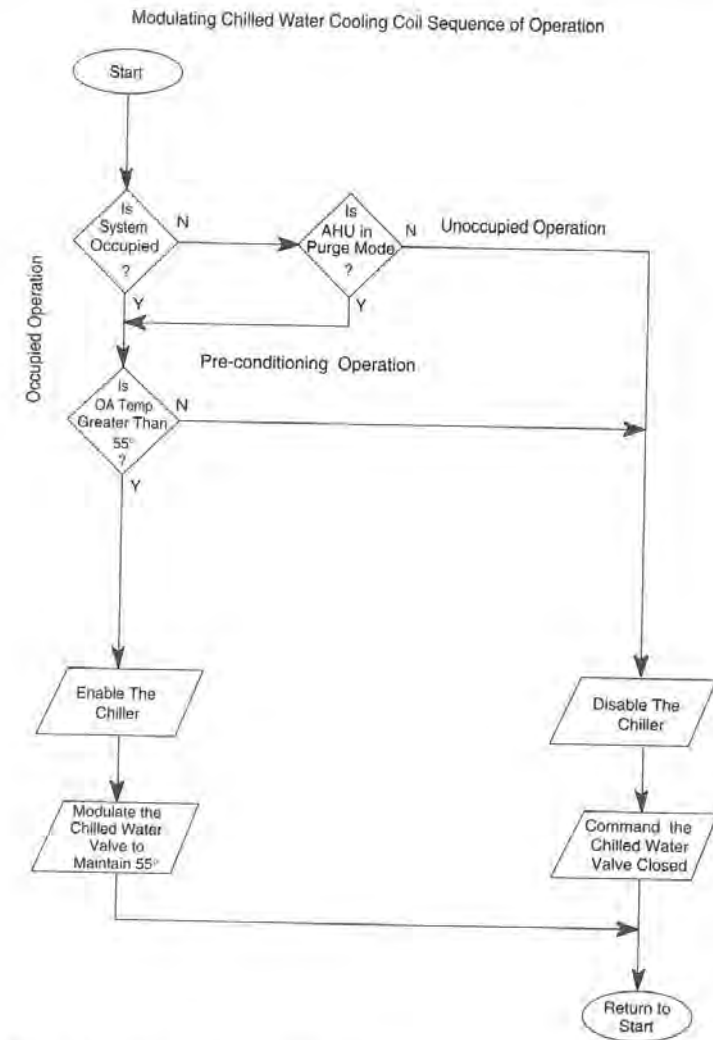 Modulating Chilled Water Cooling Coil Sequence of Operation
Start
Is
System
Occupied
?
N
Y
Is
AHU in
Purge Mode
?
N
Y
Unoccupied Operation
Occupied Operation
Pre-conditioning Operation
Is
OA Temp
Greater Than
55°
?
N
Y
Enable The
Chiller
Disable The
Chiller
Modulate the
Chilled Water
Valve to
Maintain 55°
Command the
Chilled Water
Valve Closed
Return to
Start